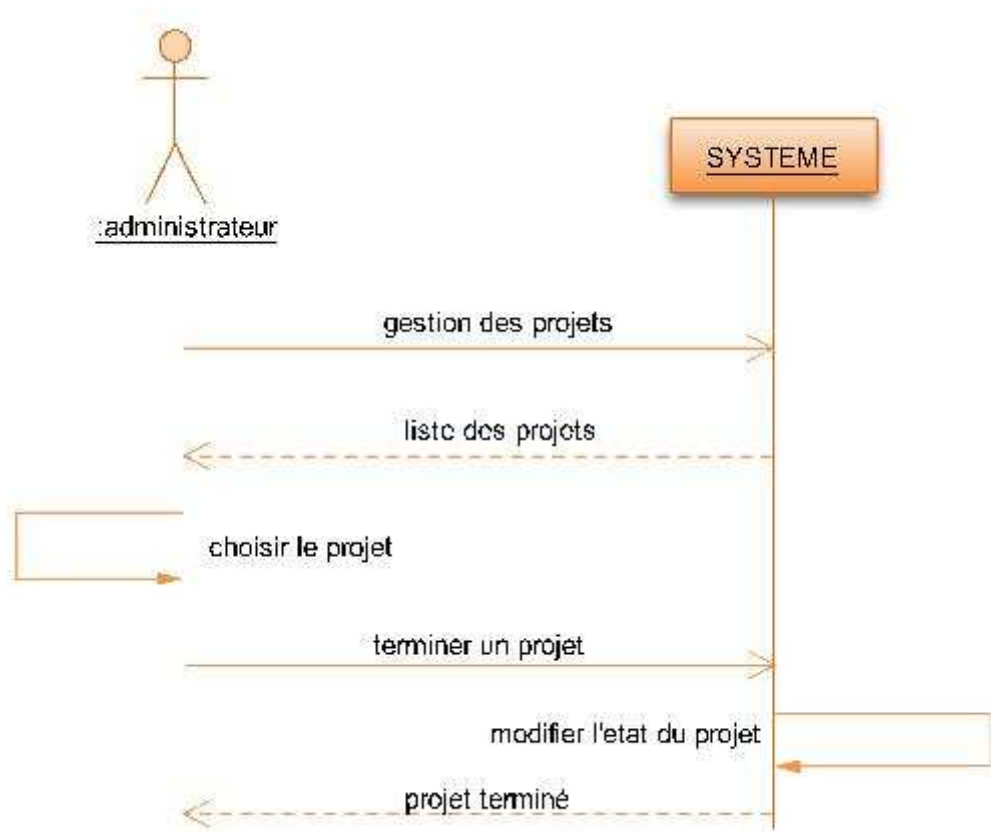 SYSTEME
:administrateur
gestion des projets
liste des projets
choisir le projet
terminer un projet
modifier l'etat du projet
projet terminé